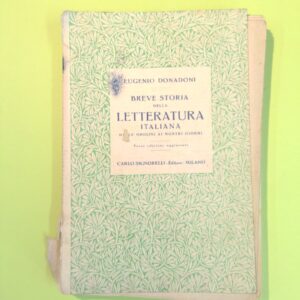 EUGENIO DONADONI
BREVE STORIA
DELLA
LETTERATURA
ITALIANA
DALLE ORIGINI AI NOSTRI GIORNI
Terza edizione aggiornata
CARLO SIGNORELLI - Editore - MILANO